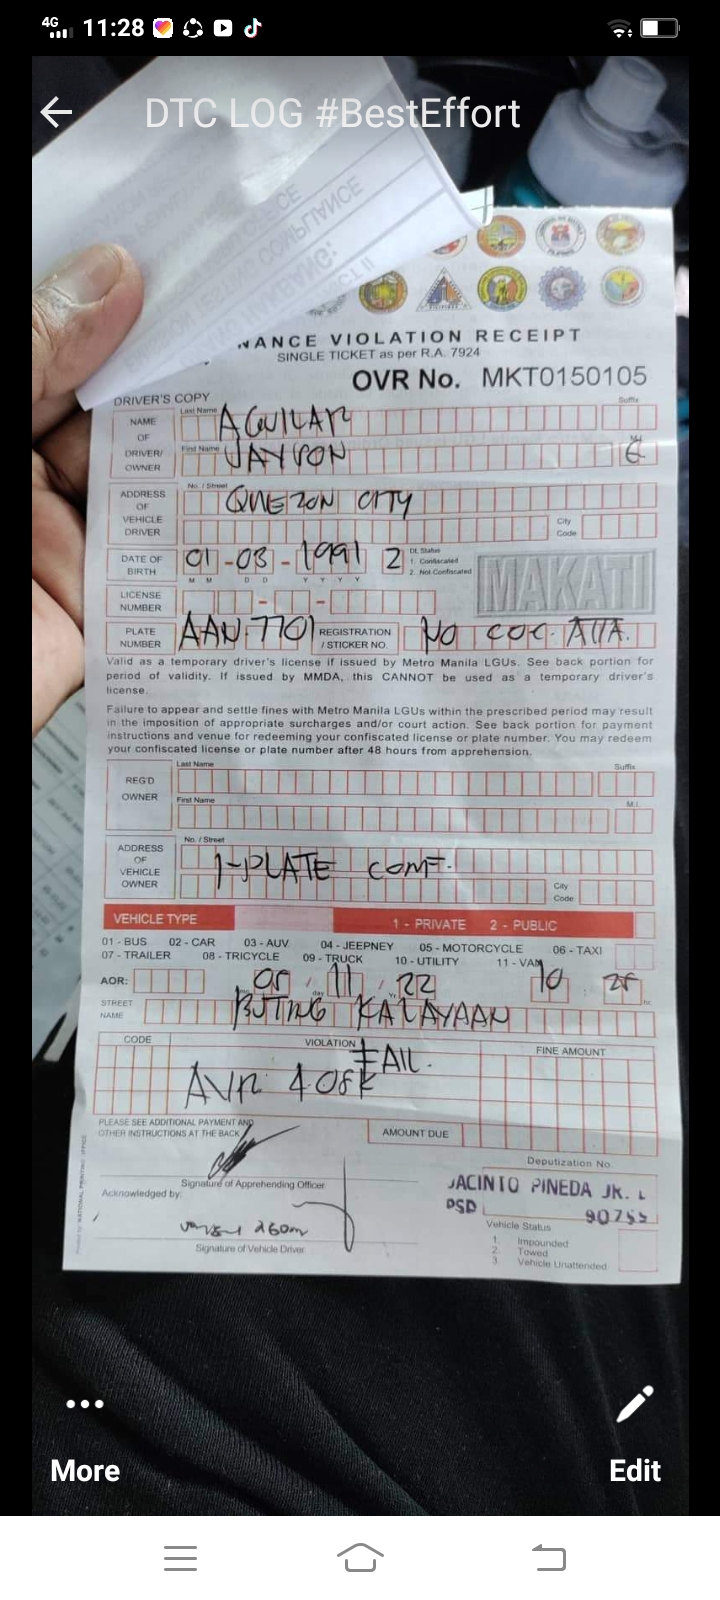 4G 11:28
DTC LOG #BestEffort
COMPLIANCE
ANCE VIOLATION RECEIPT
SINGLE TICKET as per R.A. 7924
OVR No. MKT0150105
DRIVER'S COPY
NAME OF DRIVER/ OWNER
Last Name AGUILAR Suffix
First Name JAYSON M.I. G
ADDRESS OF VEHICLE DRIVER
No. / Street QUEZON CITY
City Code
DATE OF BIRTH 01-03-1991 2 DL Status
1. Confiscated
2. Not Confiscated
M M D D Y Y Y Y
MAKATI
LICENSE NUMBER
PLATE NUMBER AAN 7701 REGISTRATION / STICKER NO. NO COC. ATTA.
Valid as a temporary driver's license if issued by Metro Manila LGUs. See back portion for
period of validity. If issued by MMDA, this CANNOT be used as a temporary driver's
license.
Failure to appear and settle fines with Metro Manila LGUs within the prescribed period may result
in the imposition of appropriate surcharges and/or court action. See back portion for payment
instructions and venue for redeeming your confiscated license or plate number. You may redeem
your confiscated license or plate number after 48 hours from apprehension.
REG'D OWNER
Last Name Suffix
First Name M.I.
ADDRESS OF VEHICLE OWNER
No. / Street
1-PLATE CONF.
City Code
VEHICLE TYPE 1 - PRIVATE 2 - PUBLIC
01 - BUS 02 - CAR 03 - AUV 04 - JEEPNEY 05 - MOTORCYCLE 06 - TAXI
07 - TRAILER 08 - TRICYCLE 09 - TRUCK 10 - UTILITY 11 - VAN
AOR: 05 / 11 / 22 10 25
STREET NAME BUTING KALAYAAN
CODE VIOLATION FINE AMOUNT
FAIL.
AVR 4.08K
PLEASE SEE ADDITIONAL PAYMENT AND
OTHER INSTRUCTIONS AT THE BACK
AMOUNT DUE
Deputization No.
Signature of Apprehending Officer
JACINTO PINEDA JR. L
PSD 90755
Acknowledged by:
Signature of Vehicle Driver
Vehicle Status
1. Impounded
2. Towed
3. Vehicle Unattended
More
Edit